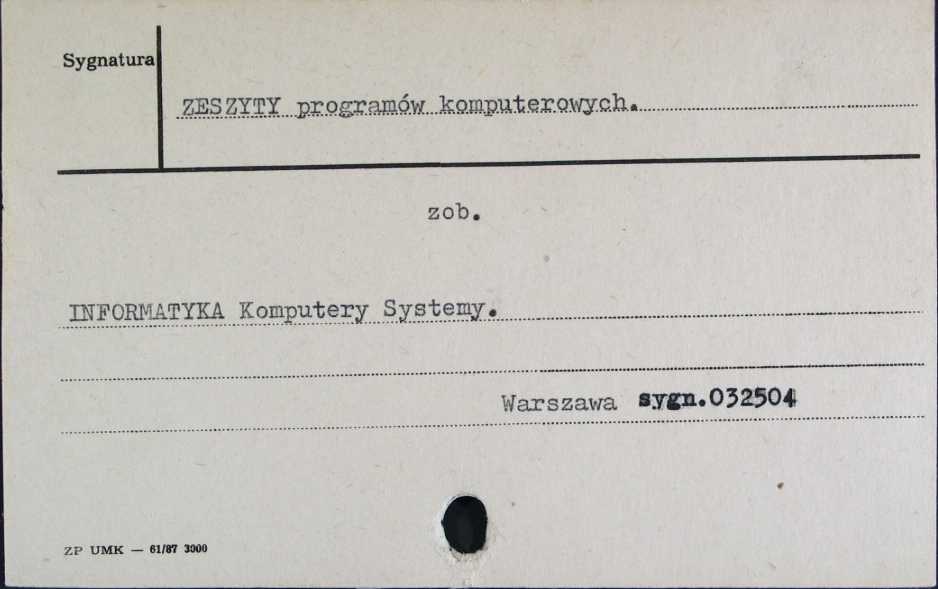 Sygnatura
ZESZYTY programów komputerowych.
zob.
INFORMATYKA Komputery Systemy.
Warszawa sygn.032504
ZP UMK — 61/87 3000